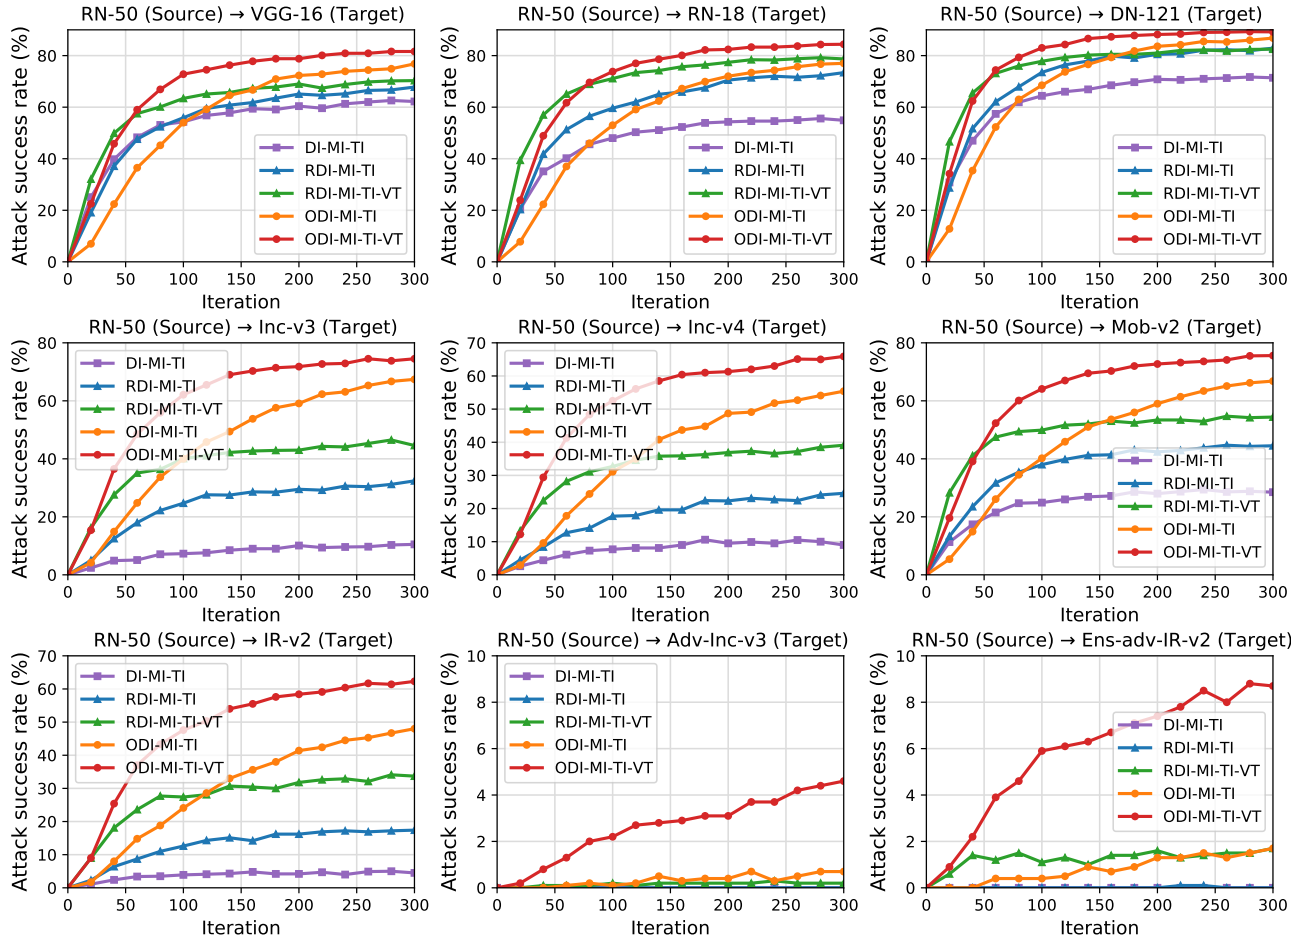 RN-50 (Source) → VGG-16 (Target)
Attack success rate (%)
80
60
40
20
0
DI-MI-TI
RDI-MI-TI
RDI-MI-TI-VT
ODI-MI-TI
ODI-MI-TI-VT
0 50 100 150 200 250 300
Iteration
RN-50 (Source) → RN-18 (Target)
Attack success rate (%)
80
60
40
20
0
DI-MI-TI
RDI-MI-TI
RDI-MI-TI-VT
ODI-MI-TI
ODI-MI-TI-VT
0 50 100 150 200 250 300
Iteration
RN-50 (Source) → DN-121 (Target)
Attack success rate (%)
80
60
40
20
0
DI-MI-TI
RDI-MI-TI
RDI-MI-TI-VT
ODI-MI-TI
ODI-MI-TI-VT
0 50 100 150 200 250 300
Iteration
RN-50 (Source) → Inc-v3 (Target)
Attack success rate (%)
80
60
40
20
0
DI-MI-TI
RDI-MI-TI
RDI-MI-TI-VT
ODI-MI-TI
ODI-MI-TI-VT
0 50 100 150 200 250 300
Iteration
RN-50 (Source) → Inc-v4 (Target)
Attack success rate (%)
70
60
50
40
30
20
10
0
DI-MI-TI
RDI-MI-TI
RDI-MI-TI-VT
ODI-MI-TI
ODI-MI-TI-VT
0 50 100 150 200 250 300
Iteration
RN-50 (Source) → Mob-v2 (Target)
Attack success rate (%)
80
60
40
20
0
DI-MI-TI
RDI-MI-TI
RDI-MI-TI-VT
ODI-MI-TI
ODI-MI-TI-VT
0 50 100 150 200 250 300
Iteration
RN-50 (Source) → IR-v2 (Target)
Attack success rate (%)
70
60
50
40
30
20
10
0
DI-MI-TI
RDI-MI-TI
RDI-MI-TI-VT
ODI-MI-TI
ODI-MI-TI-VT
0 50 100 150 200 250 300
Iteration
RN-50 (Source) → Adv-Inc-v3 (Target)
Attack success rate (%)
10
8
6
4
2
0
DI-MI-TI
RDI-MI-TI
RDI-MI-TI-VT
ODI-MI-TI
ODI-MI-TI-VT
0 50 100 150 200 250 300
Iteration
RN-50 (Source) → Ens-adv-IR-v2 (Target)
Attack success rate (%)
10
8
6
4
2
0
DI-MI-TI
RDI-MI-TI
RDI-MI-TI-VT
ODI-MI-TI
ODI-MI-TI-VT
0 50 100 150 200 250 300
Iteration